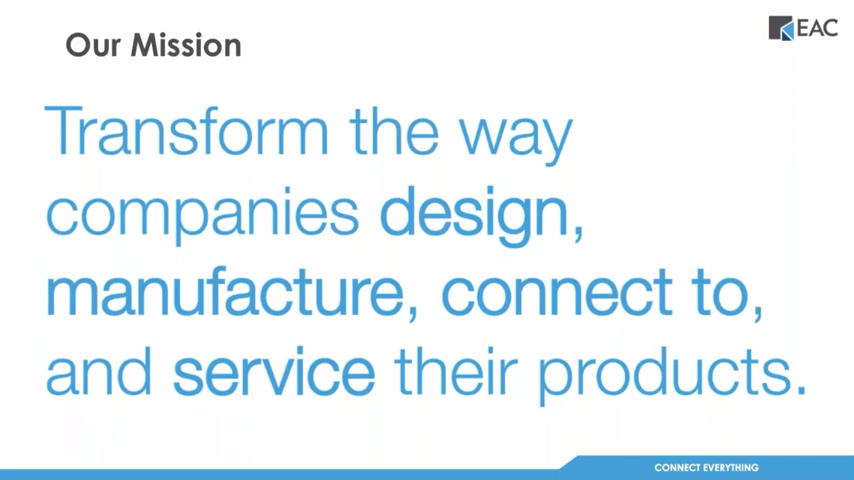 Our Mission
EAC
Transform the way
companies design,
manufacture, connect to,
and service their products.
CONNECT EVERYTHING